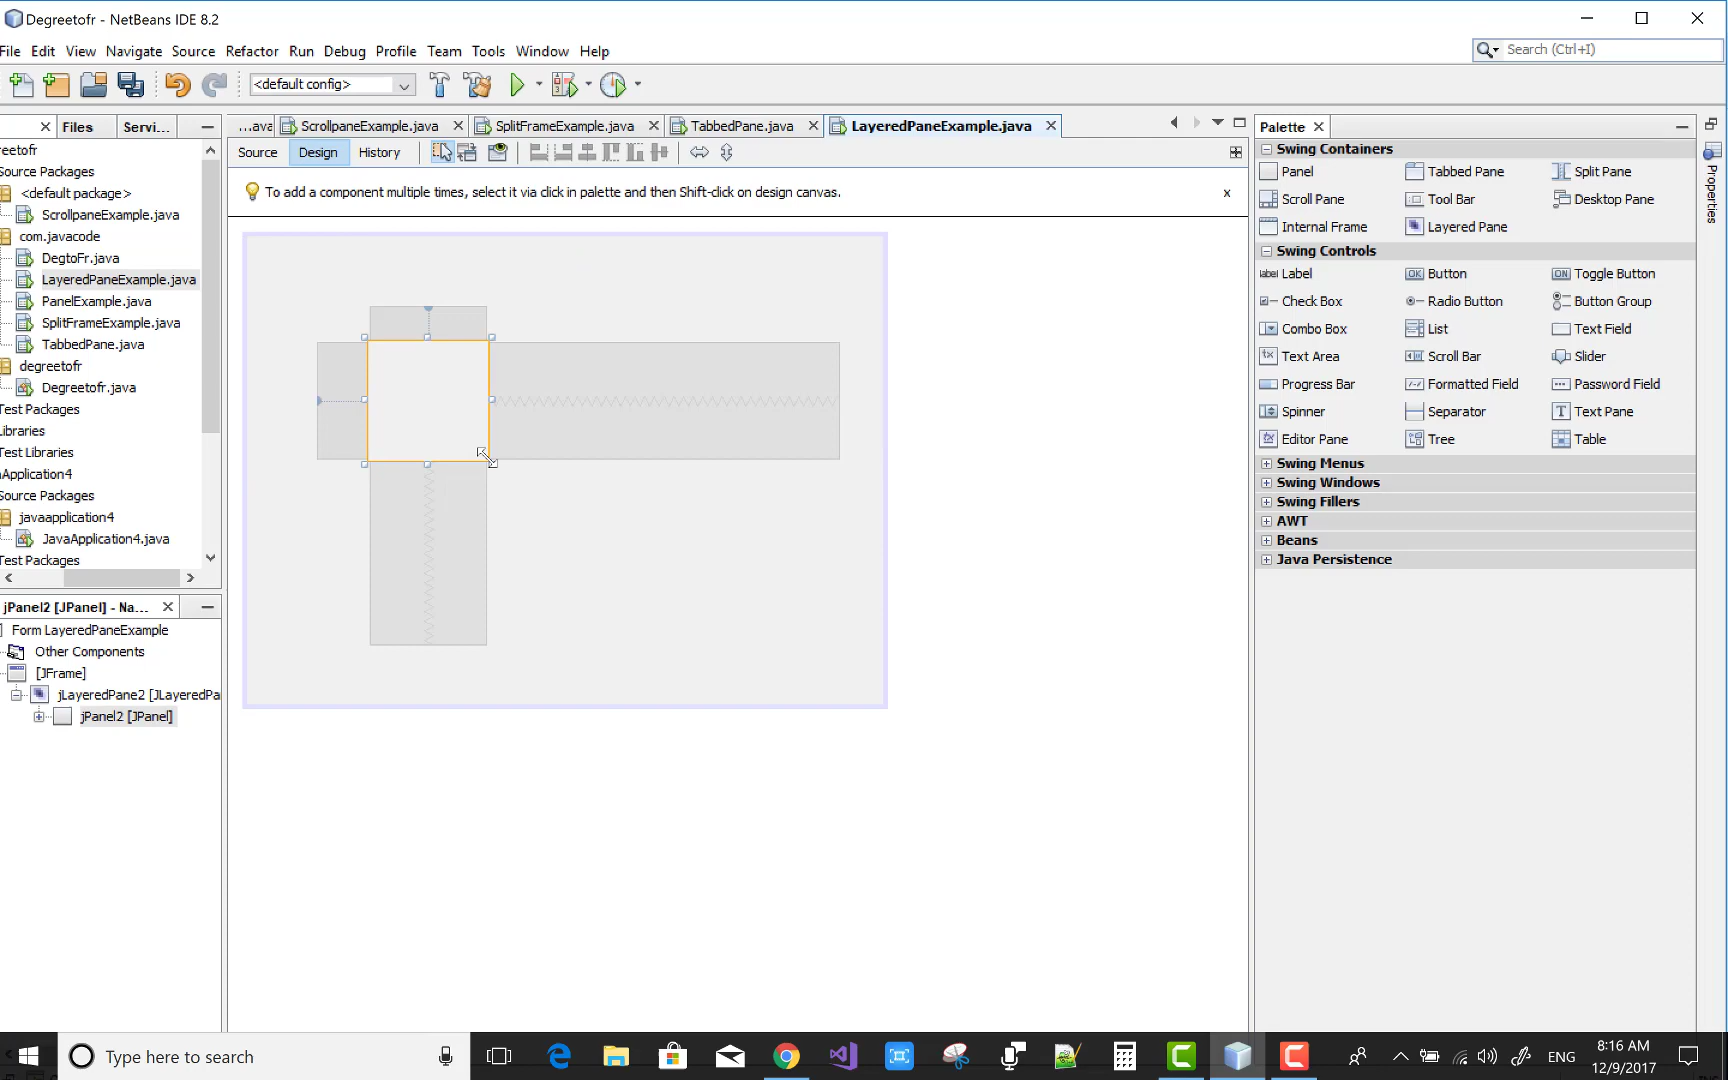 Degreetofr - NetBeans IDE 8.2
File Edit View Navigate Source Refactor Run Debug Profile Team Tools Window Help
Search (Ctrl+I)
<default config>
Files Servi...
...ava ScrollpaneExample.java SplitFrameExample.java TabbedPane.java LayeredPaneExample.java
Palette
Source Design History
To add a component multiple times, select it via click in palette and then Shift-click on design canvas.
x
reetofr
Source Packages
<default package>
ScrollpaneExample.java
com.javacode
DegtoFr.java
LayeredPaneExample.java
PanelExample.java
SplitFrameExample.java
TabbedPane.java
degreetofr
Degreetofr.java
Test Packages
Libraries
Test Libraries
Application4
Source Packages
javaapplication4
JavaApplication4.java
Test Packages
jPanel2 [JPanel] - Na...
Form LayeredPaneExample
Other Components
[JFrame]
jLayeredPane2 [JLayeredPa
jPanel2 [JPanel]
Swing Containers
Panel Tabbed Pane Split Pane
Scroll Pane Tool Bar Desktop Pane
Internal Frame Layered Pane
Swing Controls
label Label OK Button ON Toggle Button
Check Box Radio Button Button Group
Combo Box List Text Field
Text Area Scroll Bar Slider
Progress Bar Formatted Field Password Field
Spinner Separator Text Pane
Editor Pane Tree Table
Swing Menus
Swing Windows
Swing Fillers
AWT
Beans
Java Persistence
Properties
Type here to search
ENG
8:16 AM
12/9/2017